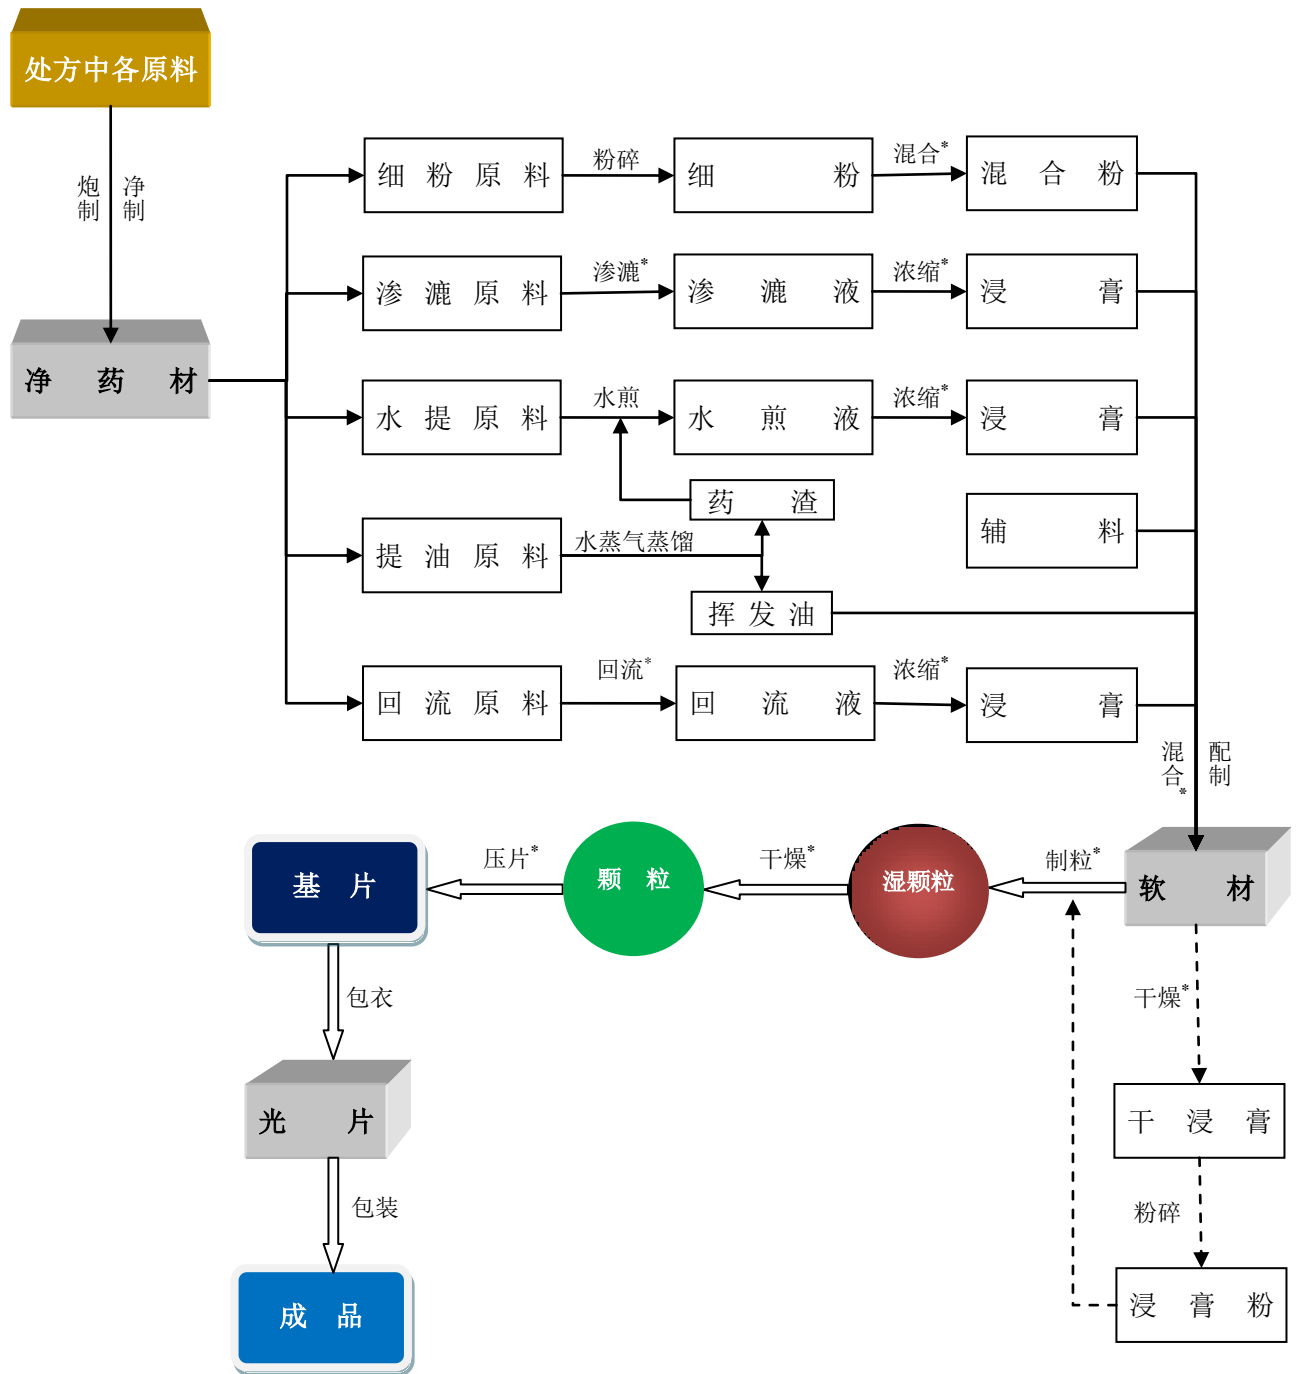 处方中各原料
炮制 净制
净药材
细粉原料 粉碎 细粉 混合* 混合粉
渗漉原料 渗漉* 渗漉液 浓缩* 浸膏
水提原料 水煎 水煎液 浓缩* 浸膏
药渣
辅料
提油原料 水蒸气蒸馏
挥发油
回流原料 回流* 回流液 浓缩* 浸膏
混合* 配制
基片 压片* 颗粒 干燥* 湿颗粒 制粒* 软材
包衣 干燥*
光片 干浸膏
包装 粉碎
成品 浸膏粉